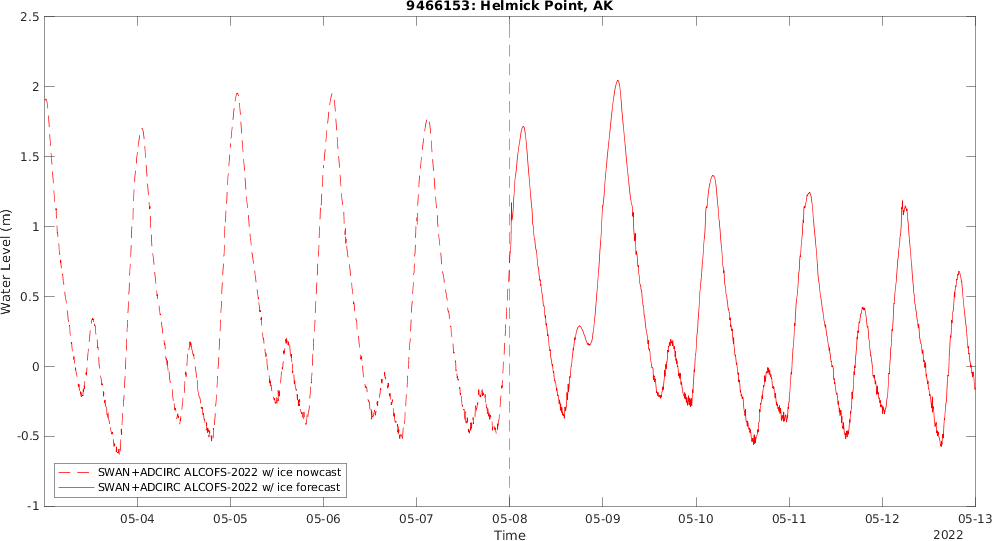 9466153: Helmick Point, AK
Water Level (m)
2.5
2
1.5
1
0.5
0
-0.5
-1
SWAN+ADCIRC ALCOFS-2022 w/ ice nowcast
SWAN+ADCIRC ALCOFS-2022 w/ ice forecast
05-04 05-05 05-06 05-07 05-08 05-09 05-10 05-11 05-12 05-13
Time
2022